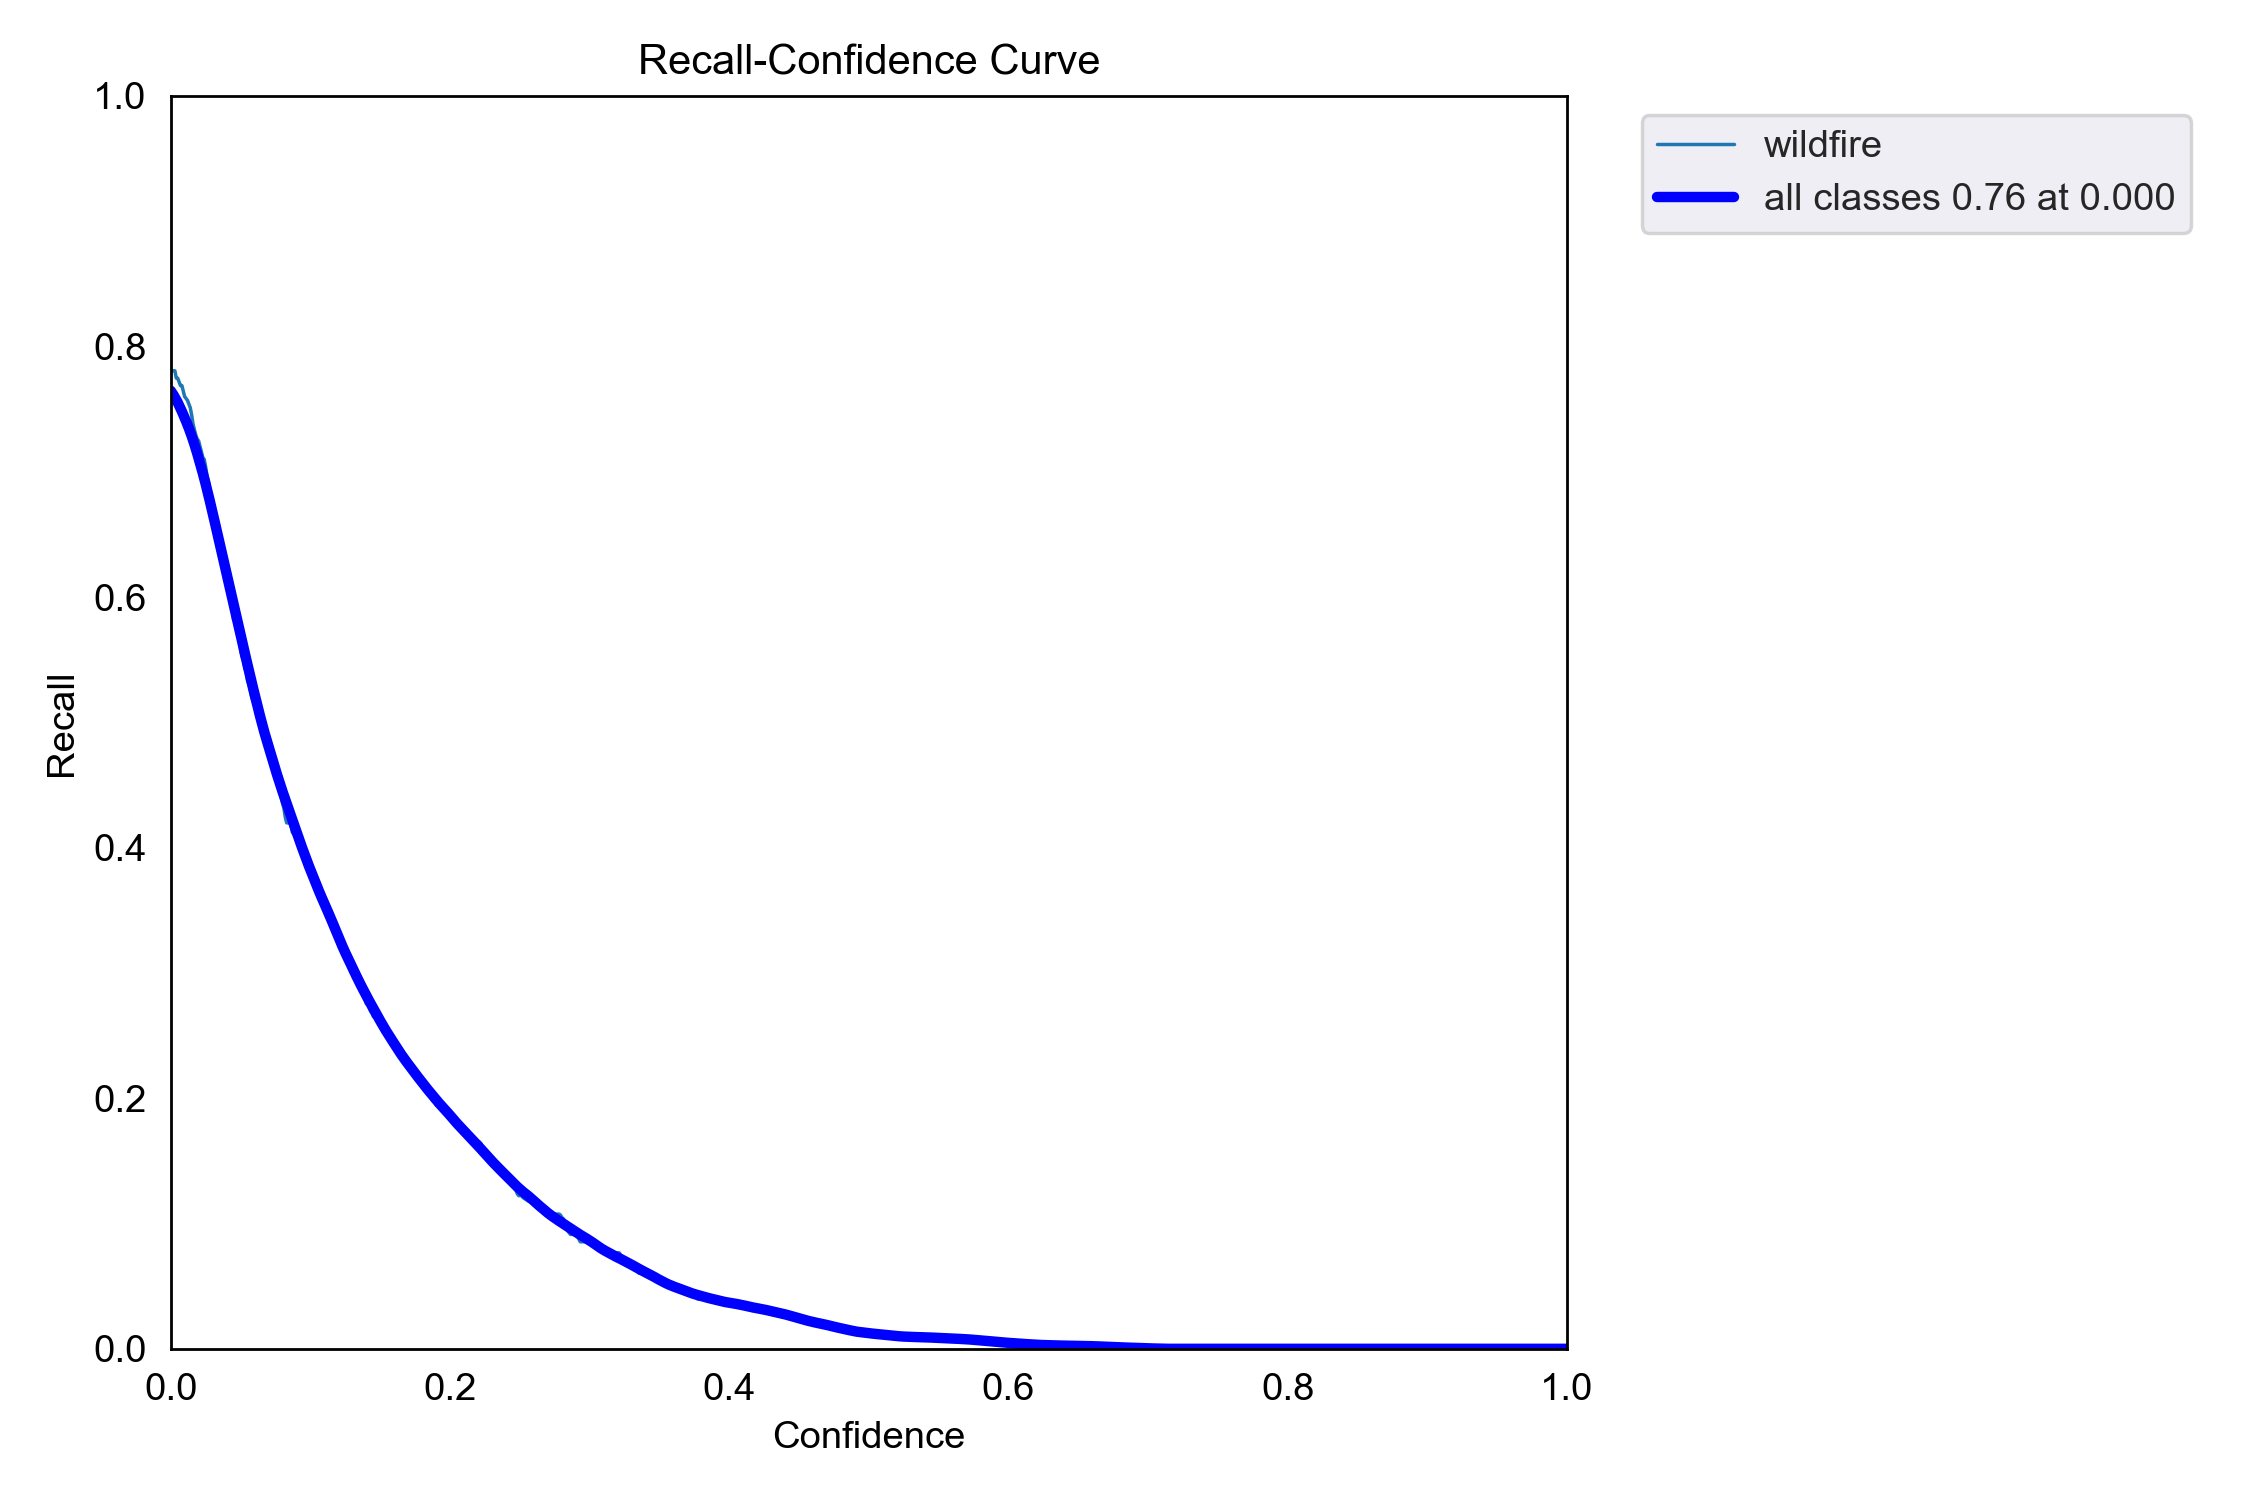 Recall-Confidence Curve
1.0
0.8
0.6
0.4
0.2
0.0
Recall
0.0 0.2 0.4 0.6 0.8 1.0
Confidence
wildfire
all classes 0.76 at 0.000